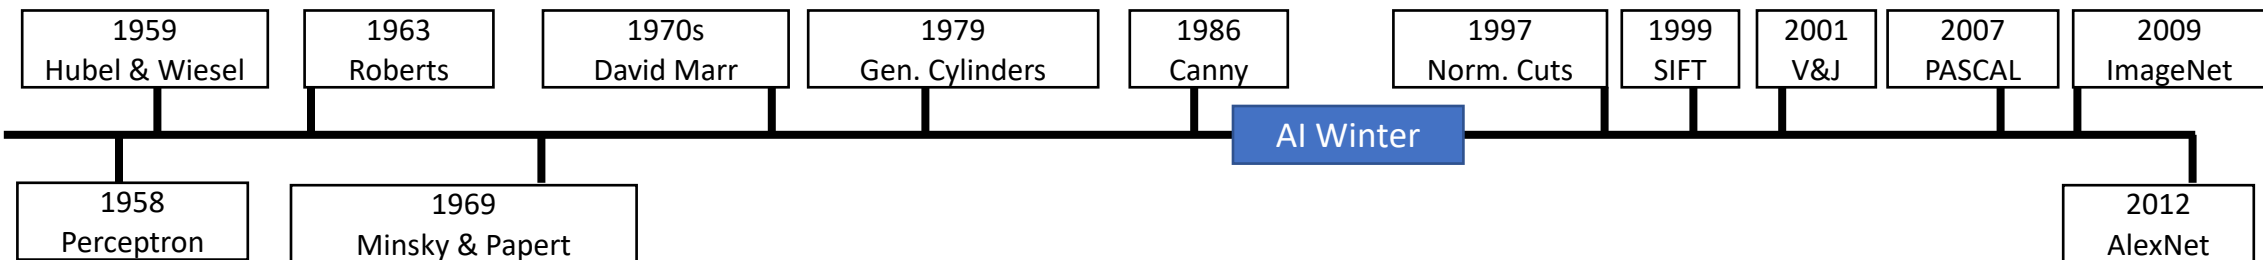 1959
Hubel & Wiesel
1963
Roberts
1970s
David Marr
1979
Gen. Cylinders
1986
Canny
1997
Norm. Cuts
1999
SIFT
2001
V&J
2007
PASCAL
2009
ImageNet
AI Winter
1958
Perceptron
1969
Minsky & Papert
2012
AlexNet